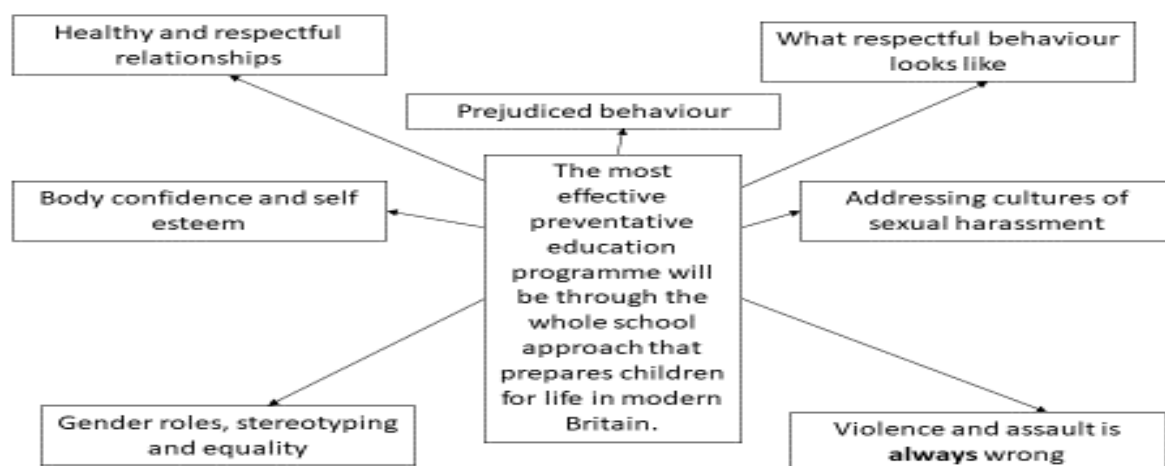 Healthy and respectful
relationships
What respectful behaviour
looks like
Prejudiced behaviour
The most
effective
preventative
education
programme will
be through the
whole school
approach that
prepares children
for life in modern
Britain.
Body confidence and self
esteem
Addressing cultures of
sexual harassment
Gender roles, stereotyping
and equality
Violence and assault is
always wrong